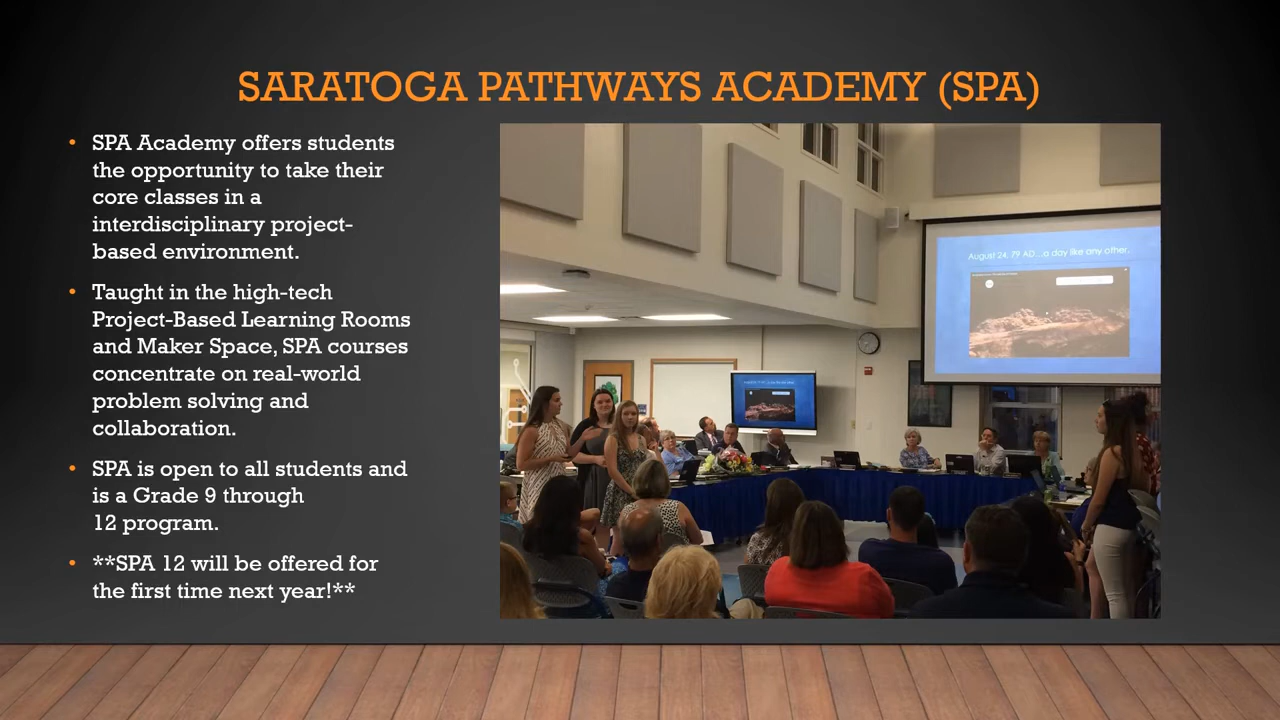 SARATOGA PATHWAYS ACADEMY (SPA)
• SPA Academy offers students
the opportunity to take their
core classes in a
interdisciplinary project-
based environment.
• Taught in the high-tech
Project-Based Learning Rooms
and Maker Space, SPA courses
concentrate on real-world
problem solving and
collaboration.
• SPA is open to all students and
is a Grade 9 through
12 program.
• **SPA 12 will be offered for
the first time next year!**
August 24, 79 AD...a day like any other.